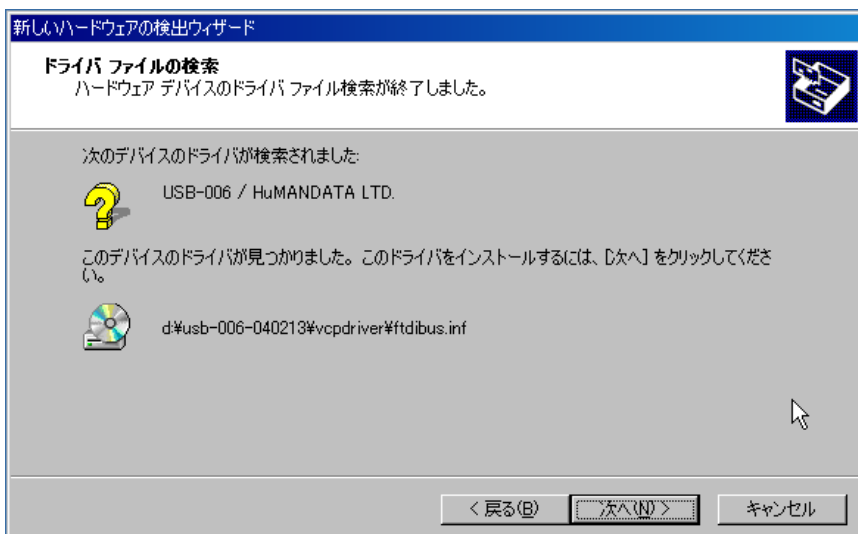 新しいハードウェアの検出ウィザード
ドライバ ファイルの検索
ハードウェア デバイスのドライバ ファイル検索が終了しました。
次のデバイスのドライバが検索されました:
USB-006 / HuMANDATA LTD.
このデバイスのドライバが見つかりました。このドライバをインストールするには、[次へ] をクリックしてくださ
い。
d:¥usb-006-040213¥vcpdriver¥ftdibus.inf
< 戻る(B)
次へ(N) >
キャンセル